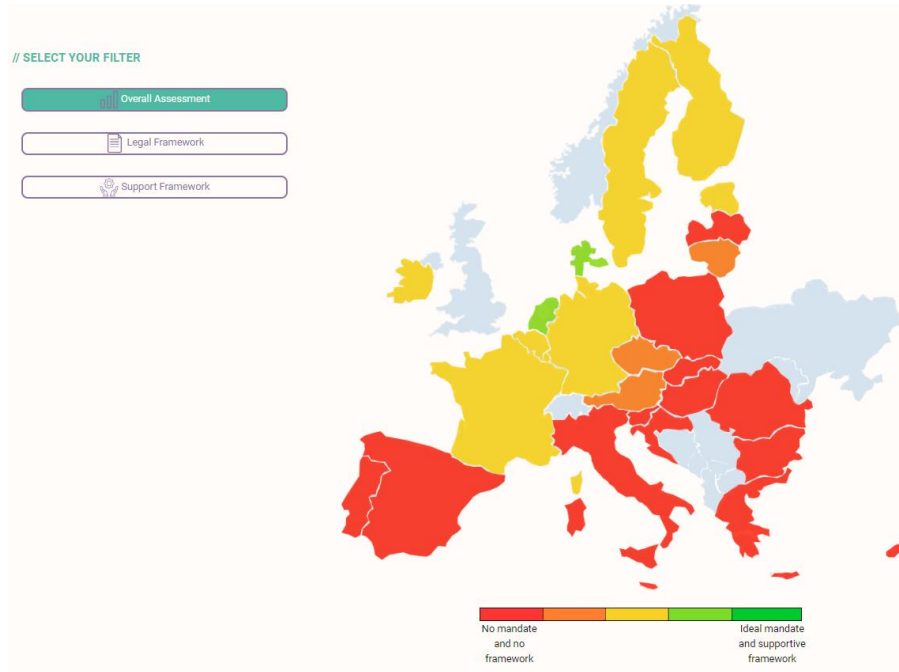 // SELECT YOUR FILTER
Overall Assessment
Legal Framework
Support Framework
No mandate
and no
framework
Ideal mandate
and supportive
framework